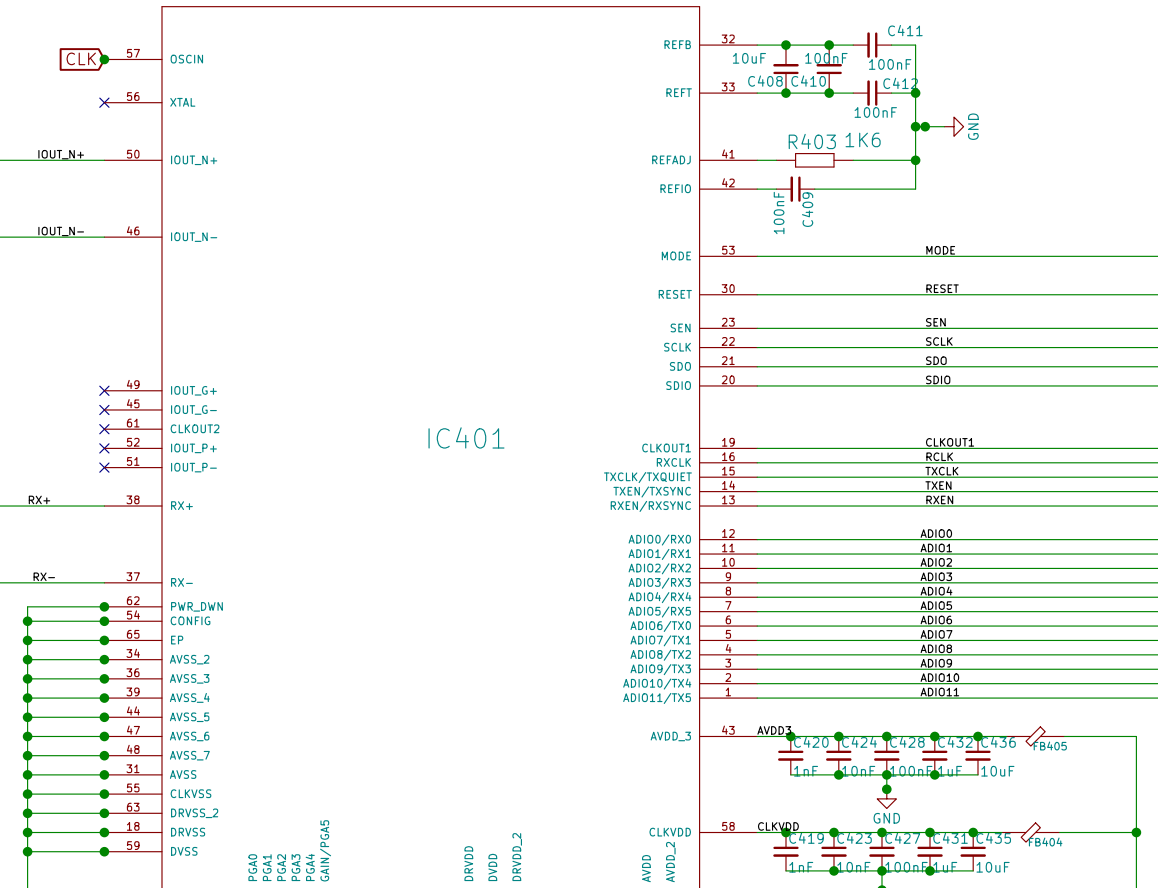 CLK
57 OSCIN
56 XTAL
IOUT_N+ 50 IOUT_N+
IOUT_N- 46 IOUT_N-
49 IOUT_G+
45 IOUT_G-
61 CLKOUT2
52 IOUT_P+
51 IOUT_P-
RX+ 38 RX+
RX- 37 RX-
62 PWR_DWN
54 CONFIG
65 EP
34 AVSS_2
36 AVSS_3
39 AVSS_4
44 AVSS_5
47 AVSS_6
48 AVSS_7
31 AVSS
55 CLKVSS
63 DRVSS_2
18 DRVSS
59 DVSS
PGA0
PGA1
PGA2
PGA3
PGA4
GAIN/PGA5
IC401
DRVDD
DVDD
DRVDD_2
AVDD
AVDD_2
REFB 32
REFT 33
10uF
C408
100nF
C410
C411
100nF
C412
100nF
GND
REFADJ 41
R403 1K6
REFIO 42
100nF
C409
MODE 53 MODE
RESET 30 RESET
SEN 23 SEN
SCLK 22 SCLK
SDO 21 SDO
SDIO 20 SDIO
CLKOUT1 19 CLKOUT1
RXCLK 16 RCLK
TXCLK/TXQUIET 15 TXCLK
TXEN/TXSYNC 14 TXEN
RXEN/RXSYNC 13 RXEN
ADIO0/RX0 12 ADIO0
ADIO1/RX1 11 ADIO1
ADIO2/RX2 10 ADIO2
ADIO3/RX3 9 ADIO3
ADIO4/RX4 8 ADIO4
ADIO5/RX5 7 ADIO5
ADIO6/TX0 6 ADIO6
ADIO7/TX1 5 ADIO7
ADIO8/TX2 4 ADIO8
ADIO9/TX3 3 ADIO9
ADIO10/TX4 2 ADIO10
ADIO11/TX5 1 ADIO11
AVDD_3 43 AVDD3
C420 C424 C428 C432 C436 FB405
1nF 10nF 100nF 1uF 10uF
GND
CLKVDD 58 CLKVDD
C419 C423 C427 C431 C435 FB404
1nF 10nF 100nF 1uF 10uF